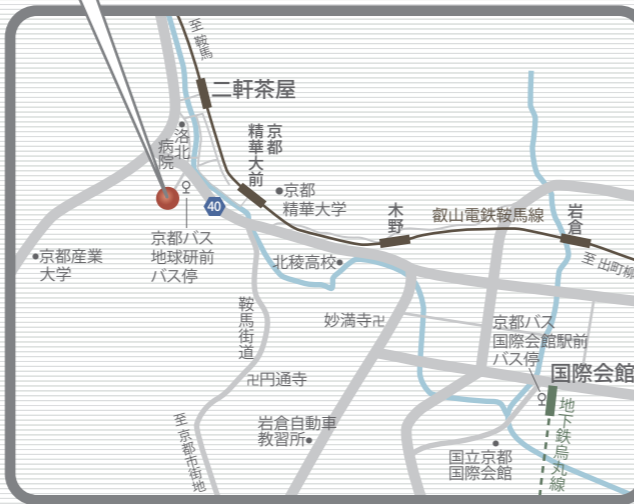 至 鞍馬
二軒茶屋
洛北
病院
京都
精華大前
京都
精華大学
40
木野
叡山電鉄鞍馬線
岩倉
至 出町柳
京都産業
大学
京都バス
地球研前
バス停
北稜高校
鞍馬街道
妙満寺卍
京都バス
国際会館駅前
バス停
国際会館
卍円通寺
地下鉄烏丸線
至 京都市街地
岩倉自動車
教習所
国立京都
国際会館